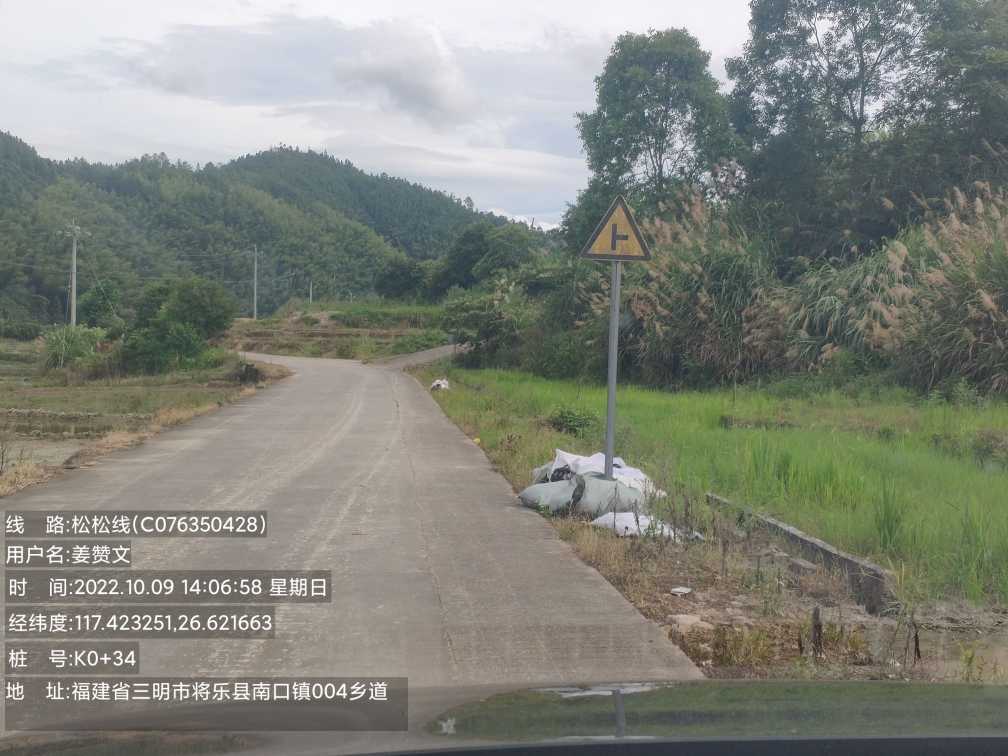 线 路:松松线(C076350428)
用户名:姜赞文
时 间:2022.10.09 14:06:58 星期日
经纬度:117.423251,26.621663
桩 号:K0+34
地 址:福建省三明市将乐县南口镇004乡道